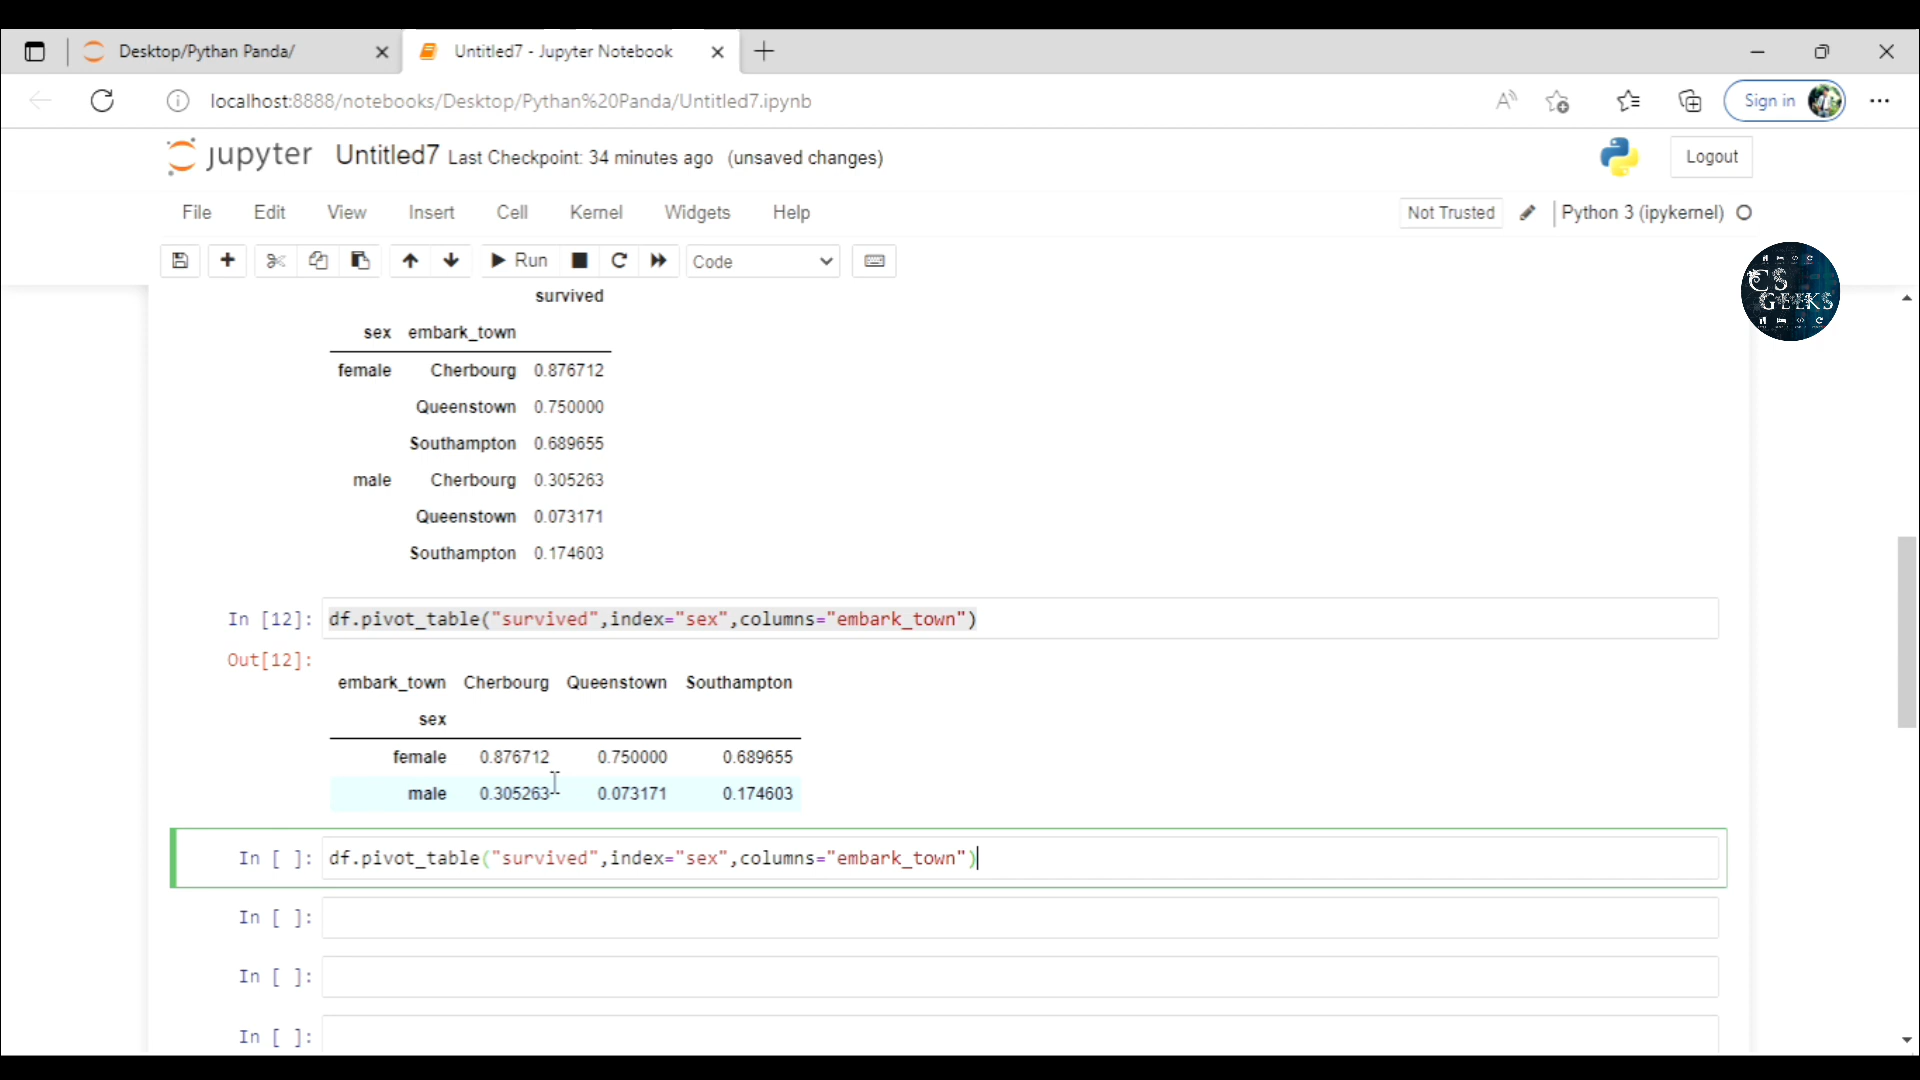 Desktop/Pythan Panda/
Untitled7 - Jupyter Notebook
localhost:8888/notebooks/Desktop/Pythan%20Panda/Untitled7.ipynb
Sign in
jupyter Untitled7 Last Checkpoint: 34 minutes ago (unsaved changes)
Logout
File Edit View Insert Cell Kernel Widgets Help
Not Trusted
Python 3 (ipykernel)
Run
Code
CS
GEEKS
survived
sex embark_town
female Cherbourg 0.876712
Queenstown 0.750000
Southampton 0.689655
male Cherbourg 0.305263
Queenstown 0.073171
Southampton 0.174603
In [12]: df.pivot_table("survived",index="sex",columns="embark_town")
Out[12]:
embark_town Cherbourg Queenstown Southampton
sex
female 0.876712 0.750000 0.689655
male 0.305263 0.073171 0.174603
In [ ]: df.pivot_table("survived",index="sex",columns="embark_town")
In [ ]:
In [ ]:
In [ ]: